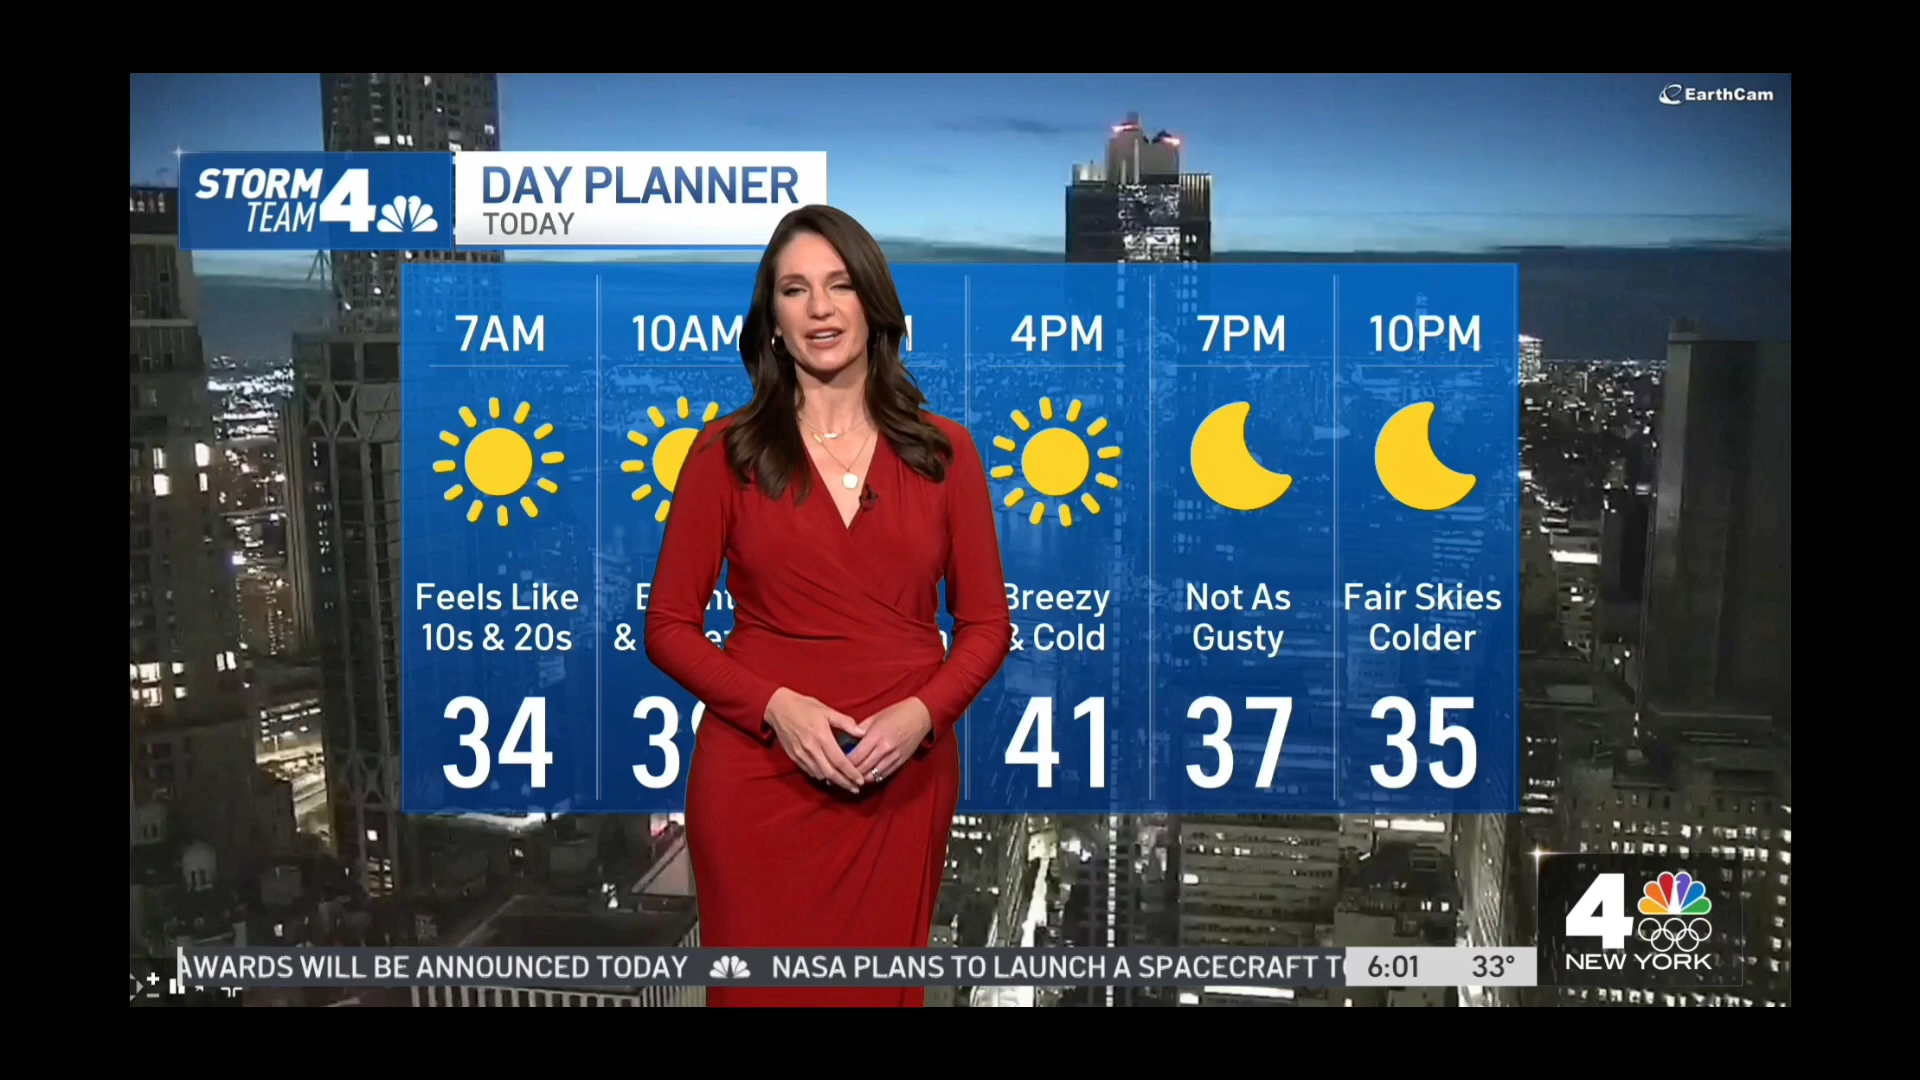 EarthCam
STORM
TEAM 4
DAY PLANNER
TODAY
7AM
10AM
4PM
7PM
10PM
Feels Like
10s & 20s
&
Breezy
& Cold
Not As
Gusty
Fair Skies
Colder
34
41
37
35
AWARDS WILL BE ANNOUNCED TODAY NASA PLANS TO LAUNCH A SPACECRAFT
6:01 33°
4
NEW YORK